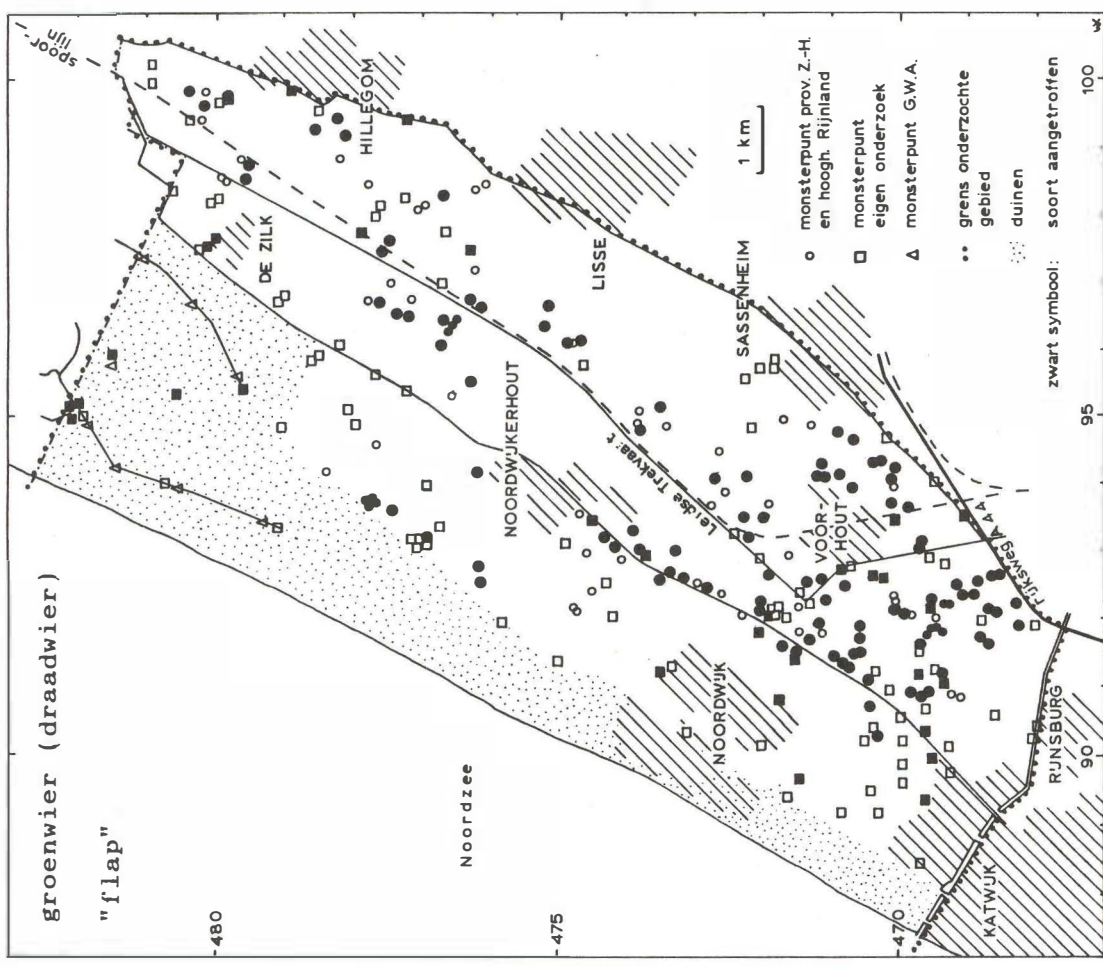 groenwier (draadwier)
"flap"
Noordzee
spoor-
lijn
HILLEGOM
DE ZILK
LISSE
NOORDWIJKERHOUT
SASSENHEIM
Leidse Trekvaart
VOOR-
HOUT
NOORDWIJK
Rijksweg A44
RIJNSBURG
KATWIJK
480
475
470
90
95
100
1 km
monsterpunt prov. Z.-H.
en hoogh. Rijnland
monsterpunt
eigen onderzoek
monsterpunt G.W.A.
grens onderzochte
gebied
duinen
zwart symbool: soort aangetroffen